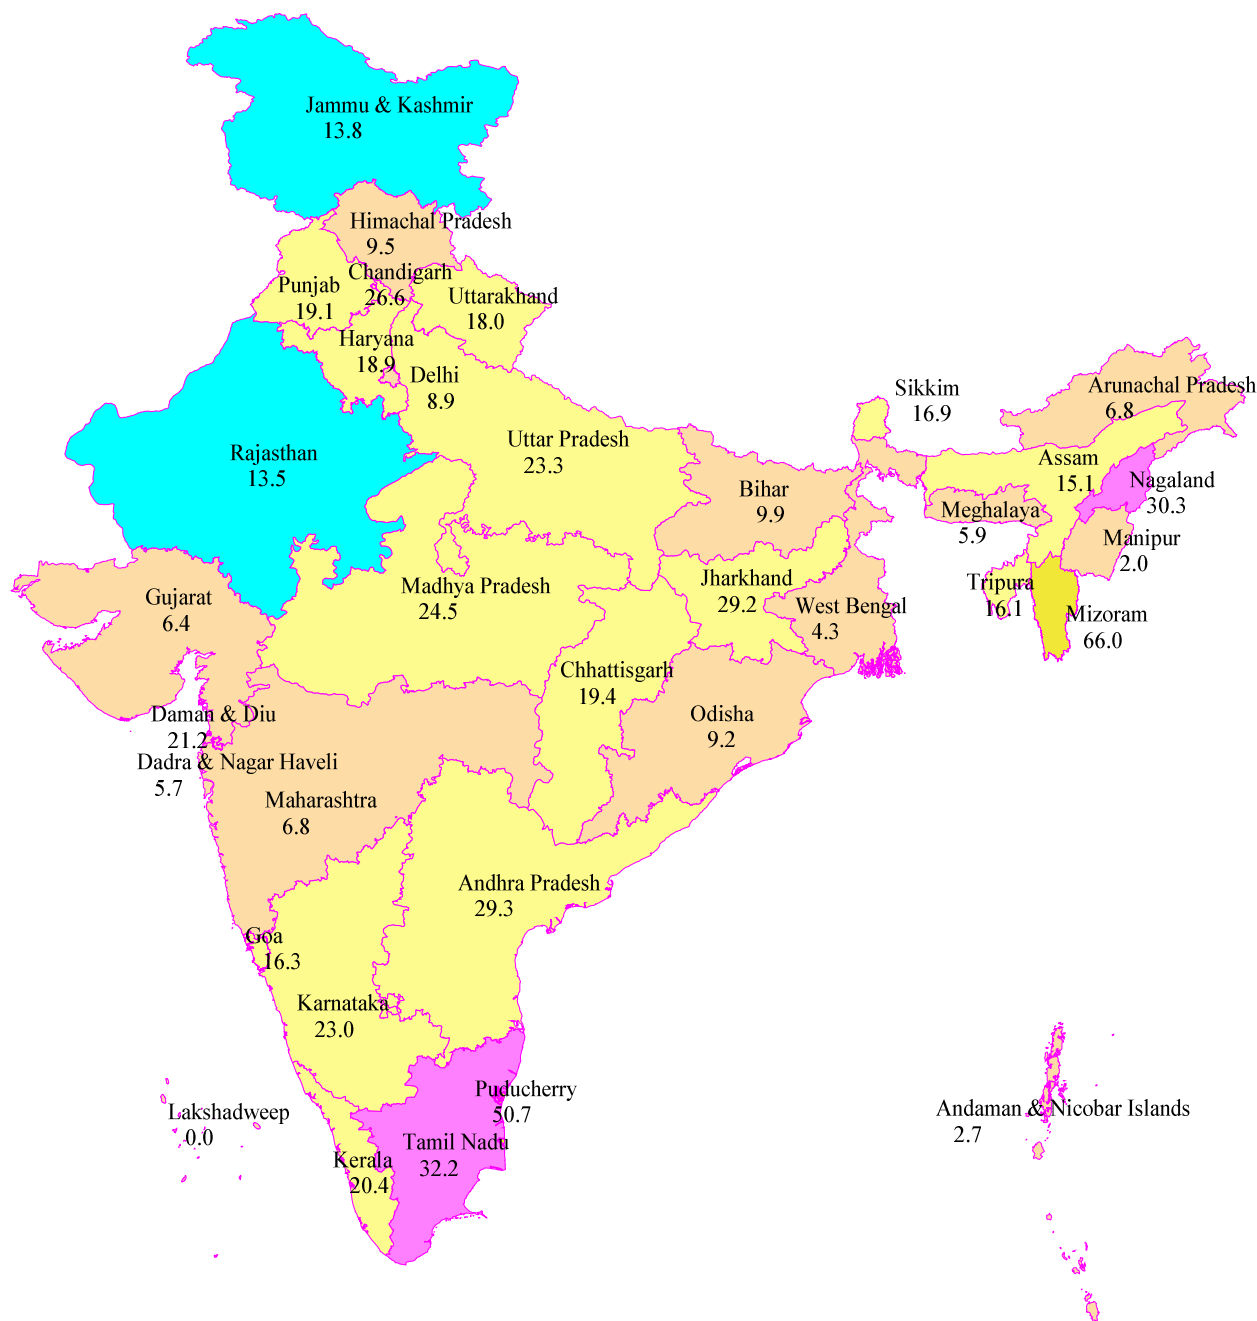 Jammu & Kashmir
13.8
Himachal Pradesh
9.5
Chandigarh
26.6
Punjab
19.1
Uttarakhand
18.0
Haryana
18.9
Delhi
8.9
Sikkim
16.9
Arunachal Pradesh
6.8
Rajasthan
13.5
Uttar Pradesh
23.3
Assam
15.1
Bihar
9.9
Nagaland
30.3
Meghalaya
5.9
Manipur
2.0
Madhya Pradesh
24.5
Jharkhand
29.2
Tripura
16.1
Gujarat
6.4
West Bengal
4.3
Mizoram
66.0
Chhattisgarh
19.4
Daman & Diu
21.2
Odisha
9.2
Dadra & Nagar Haveli
5.7
Maharashtra
6.8
Andhra Pradesh
29.3
Goa
16.3
Karnataka
23.0
Puducherry
50.7
Lakshadweep
0.0
Andaman & Nicobar Islands
2.7
Tamil Nadu
32.2
Kerala
20.4